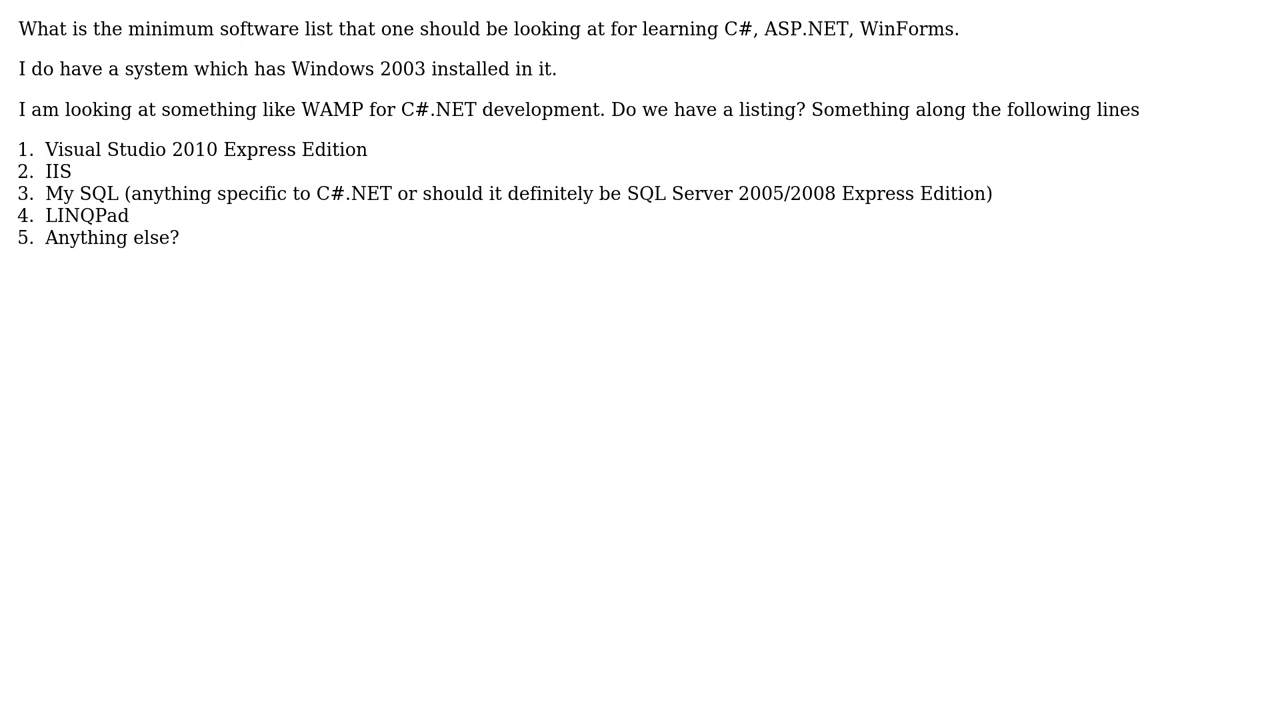 What is the minimum software list that one should be looking at for learning C#, ASP.NET, WinForms.
I do have a system which has Windows 2003 installed in it.
I am looking at something like WAMP for C#.NET development. Do we have a listing? Something along the following lines
1. Visual Studio 2010 Express Edition
2. IIS
3. My SQL (anything specific to C#.NET or should it definitely be SQL Server 2005/2008 Express Edition)
4. LINQPad
5. Anything else?